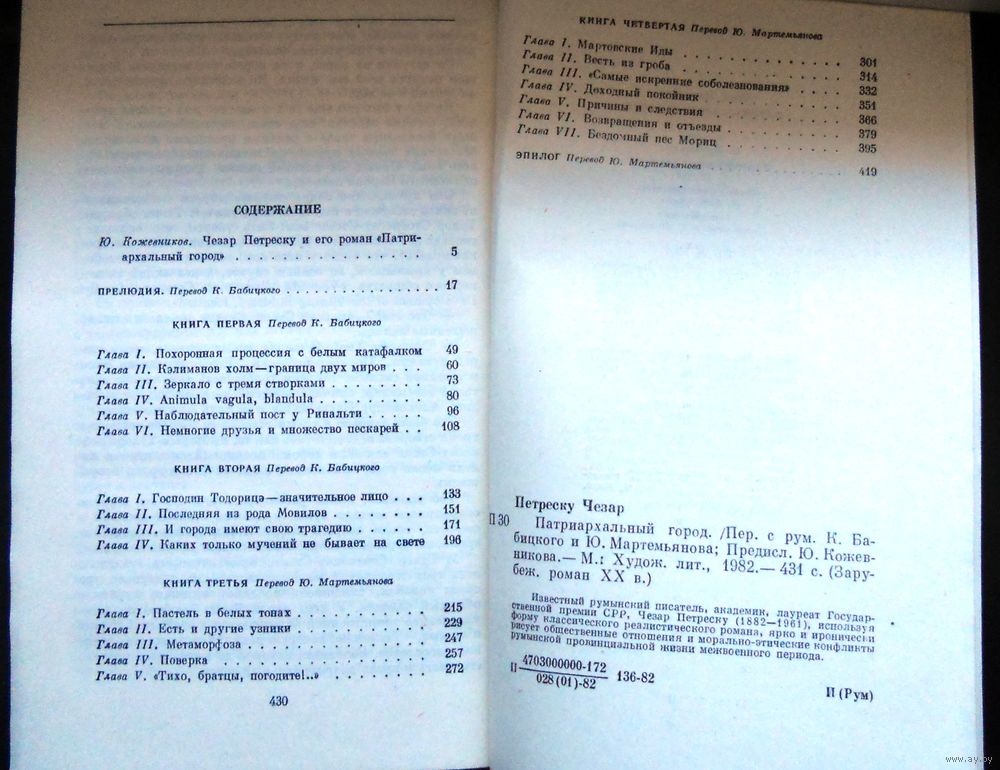 СОДЕРЖАНИЕ
Ю. Кожевников. Чезар Петреску и его роман «Патри-
архальный город» . . . . . . . . . . . . . . . . 5
ПРЕЛЮДИЯ. Перевод К. Бабицкого . . . . . . . . . . . . . . . . 17
КНИГА ПЕРВАЯ Перевод К. Бабицкого
Глава I. Похоронная процессия с белым катафалком 49
Глава II. Кэлиманов холм — граница двух миров . . . 60
Глава III. Зеркало с тремя створками . . . . . . . . 73
Глава IV. Animula vagula, blandula . . . . . . . . . 80
Глава V. Наблюдательный пост у Ринальти . . . . . 96
Глава VI. Немногие друзья и множество пескарей . . 108
КНИГА ВТОРАЯ Перевод К. Бабицкого
Глава I. Господин Тодорицэ — значительное лицо . . . 133
Глава II. Последняя из рода Мовилов . . . . . . . . 151
Глава III. И города имеют свою трагедию . . . . . . 171
Глава IV. Каких только мучений не бывает на свете 196
КНИГА ТРЕТЬЯ Перевод Ю. Мартемьянова
Глава I. Пастель в белых тонах . . . . . . . . . . . 215
Глава II. Есть и другие узники . . . . . . . . . . . 229
Глава III. Метаморфоза . . . . . . . . . . . . . . . 247
Глава IV. Поверка . . . . . . . . . . . . . . . . . 257
Глава V. «Тихо, братцы, погодите!..» . . . . . . . . 272
430
КНИГА ЧЕТВЕРТАЯ Перевод Ю. Мартемьянова
Глава I. Мартовские Иды . . . . . . . . . . . . . . 301
Глава II. Весть из гроба . . . . . . . . . . . . . . 314
Глава III. «Самые искренние соболезнования» . . . . 332
Глава IV. Доходный покойник . . . . . . . . . . . . 351
Глава V. Причины и следствия . . . . . . . . . . . . 366
Глава VI. Возвращения и отъезды . . . . . . . . . . 379
Глава VII. Бездомный пес Мориц . . . . . . . . . . 395
ЭПИЛОГ Перевод Ю. Мартемьянова . . . . . . . . . . . . 419
Петреску Чезар
П30 Патриархальный город. /Пер. с рум. К. Ба-
бицкого и Ю. Мартемьянова; Предисл. Ю. Кожев-
никова.— М.: Худож. лит., 1982.— 431 с. (Зару-
беж. роман XX в.)
Известный румынский писатель, академик, лауреат Государ-
ственной премии СРР, Чезар Петреску (1882—1961), используя
форму классического реалистического романа, ярко и иронически
рисует общественные отношения и морально-этические конфликты
румынской провинциальной жизни межвоенного периода.
П 4703000000-172
028(01)-82 136-82
И(Рум)
www.ay.by